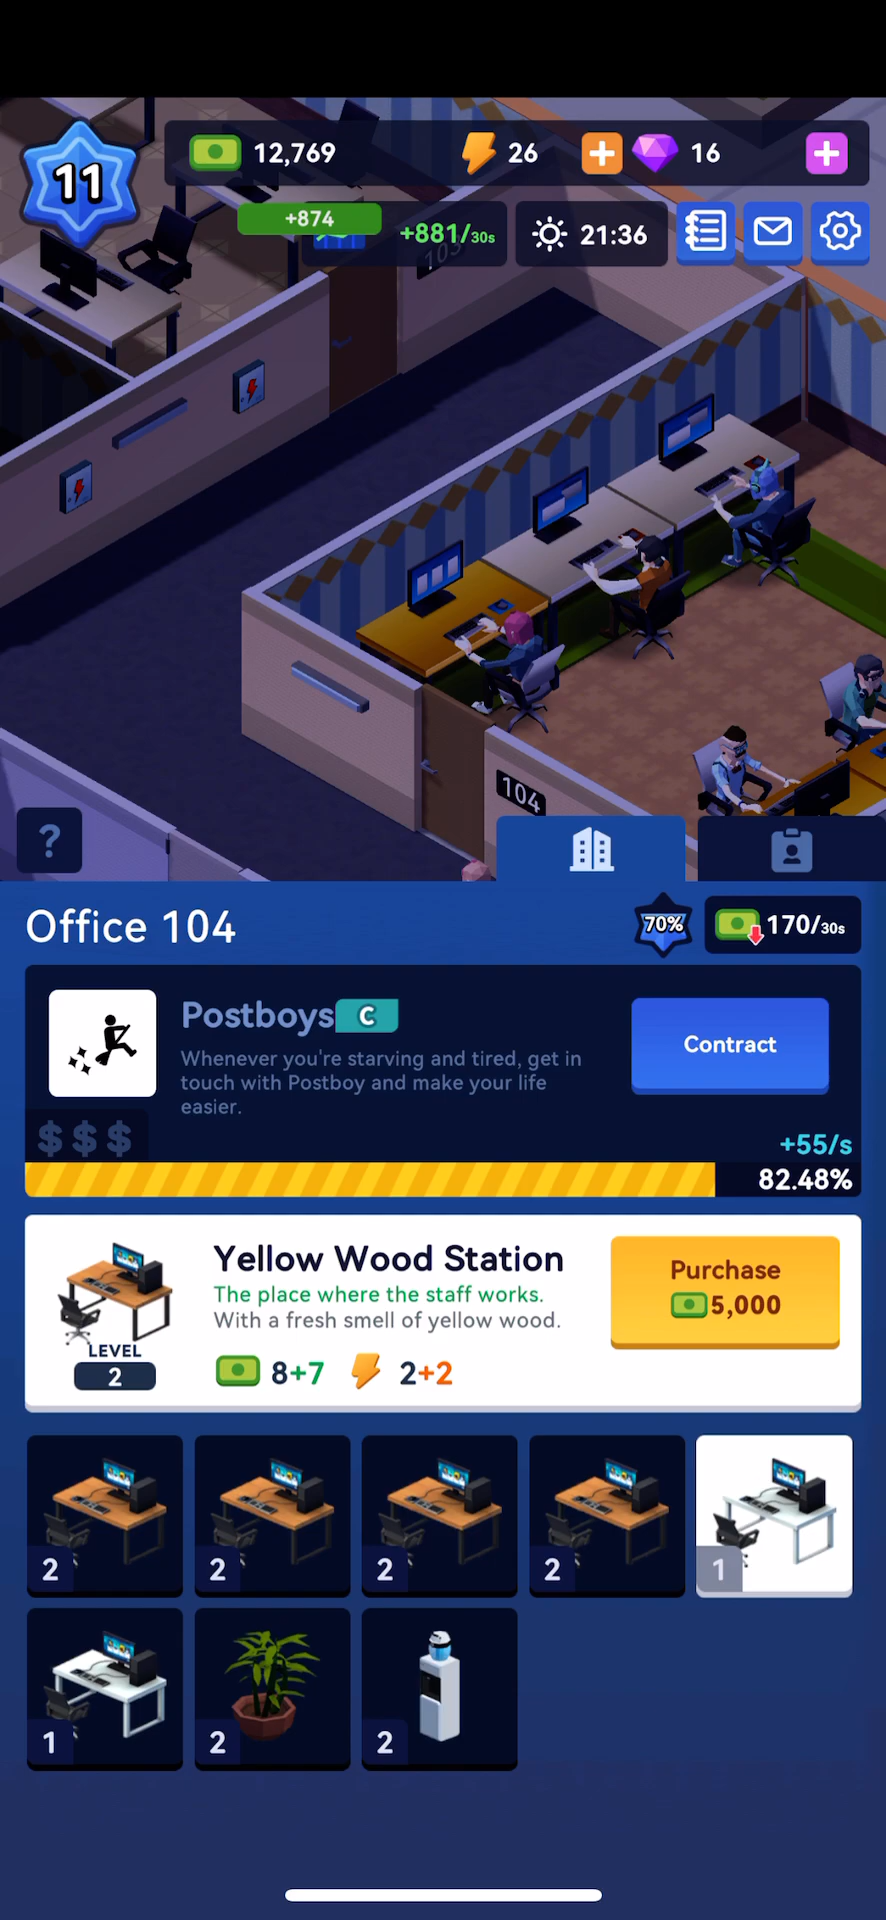 11
12,769
26
16
+874
+881/30s
21:36
103
104
?
Office 104
70%
170/30s
Postboys C
Whenever you're starving and tired, get in
touch with Postboy and make your life
easier.
Contract
$ $ $
+55/s
82.48%
Yellow Wood Station
The place where the staff works.
With a fresh smell of yellow wood.
Purchase
5,000
LEVEL
2
8+7
2+2
2
2
2
2
1
1
2
2